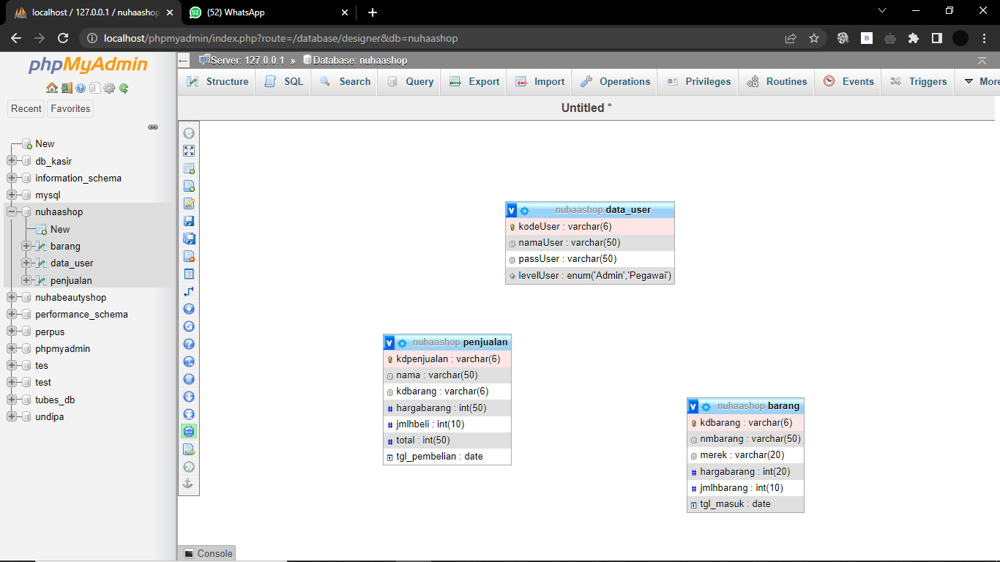 localhost / 127.0.0.1 / nuhaashop
(52) WhatsApp
localhost/phpmyadmin/index.php?route=/database/designer&db=nuhaashop
B
phpMyAdmin
Recent
Favorites
New
db_kasir
information_schema
mysql
nuhaashop
New
barang
data_user
penjualan
nuhabeautyshop
performance_schema
perpus
phpmyadmin
tes
test
tubes_db
undipa
Server: 127.0.0.1 » Database: nuhaashop
Structure
SQL
Search
Query
Export
Import
Operations
Privileges
Routines
Events
Triggers
More
Untitled *
v nuhaashop data_user
kodeUser : varchar(6)
namaUser : varchar(50)
passUser : varchar(50)
levelUser : enum('Admin','Pegawai')
v nuhaashop penjualan
kdpenjualan : varchar(6)
nama : varchar(50)
kdbarang : varchar(6)
# hargabarang : int(50)
# jmlhbeli : int(10)
# total : int(50)
tgl_pembelian : date
v nuhaashop barang
kdbarang : varchar(6)
nmbarang : varchar(50)
merek : varchar(20)
# hargabarang : int(20)
# jmlhbarang : int(10)
tgl_masuk : date
Console